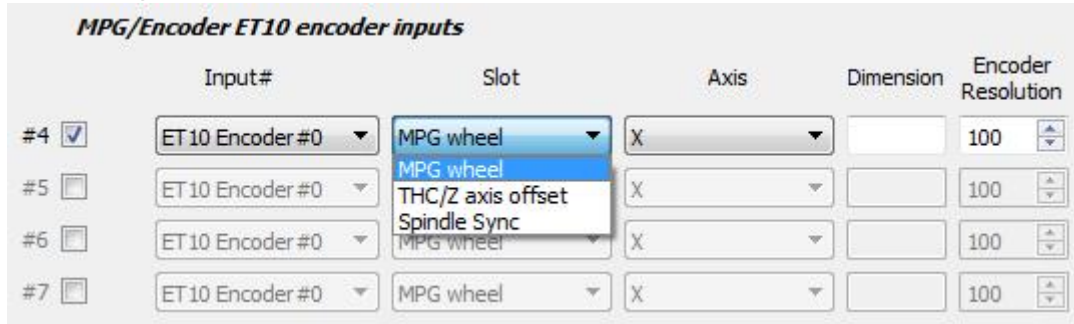 MPG/Encoder ET10 encoder inputs
Input# Slot Axis Dimension Encoder Resolution
#4 ET10 Encoder #0 MPG wheel X 100
MPG wheel
THC/Z axis offset
Spindle Sync
#5 ET10 Encoder #0 X 100
#6 ET10 Encoder #0 MPG wheel X 100
#7 ET10 Encoder #0 MPG wheel X 100